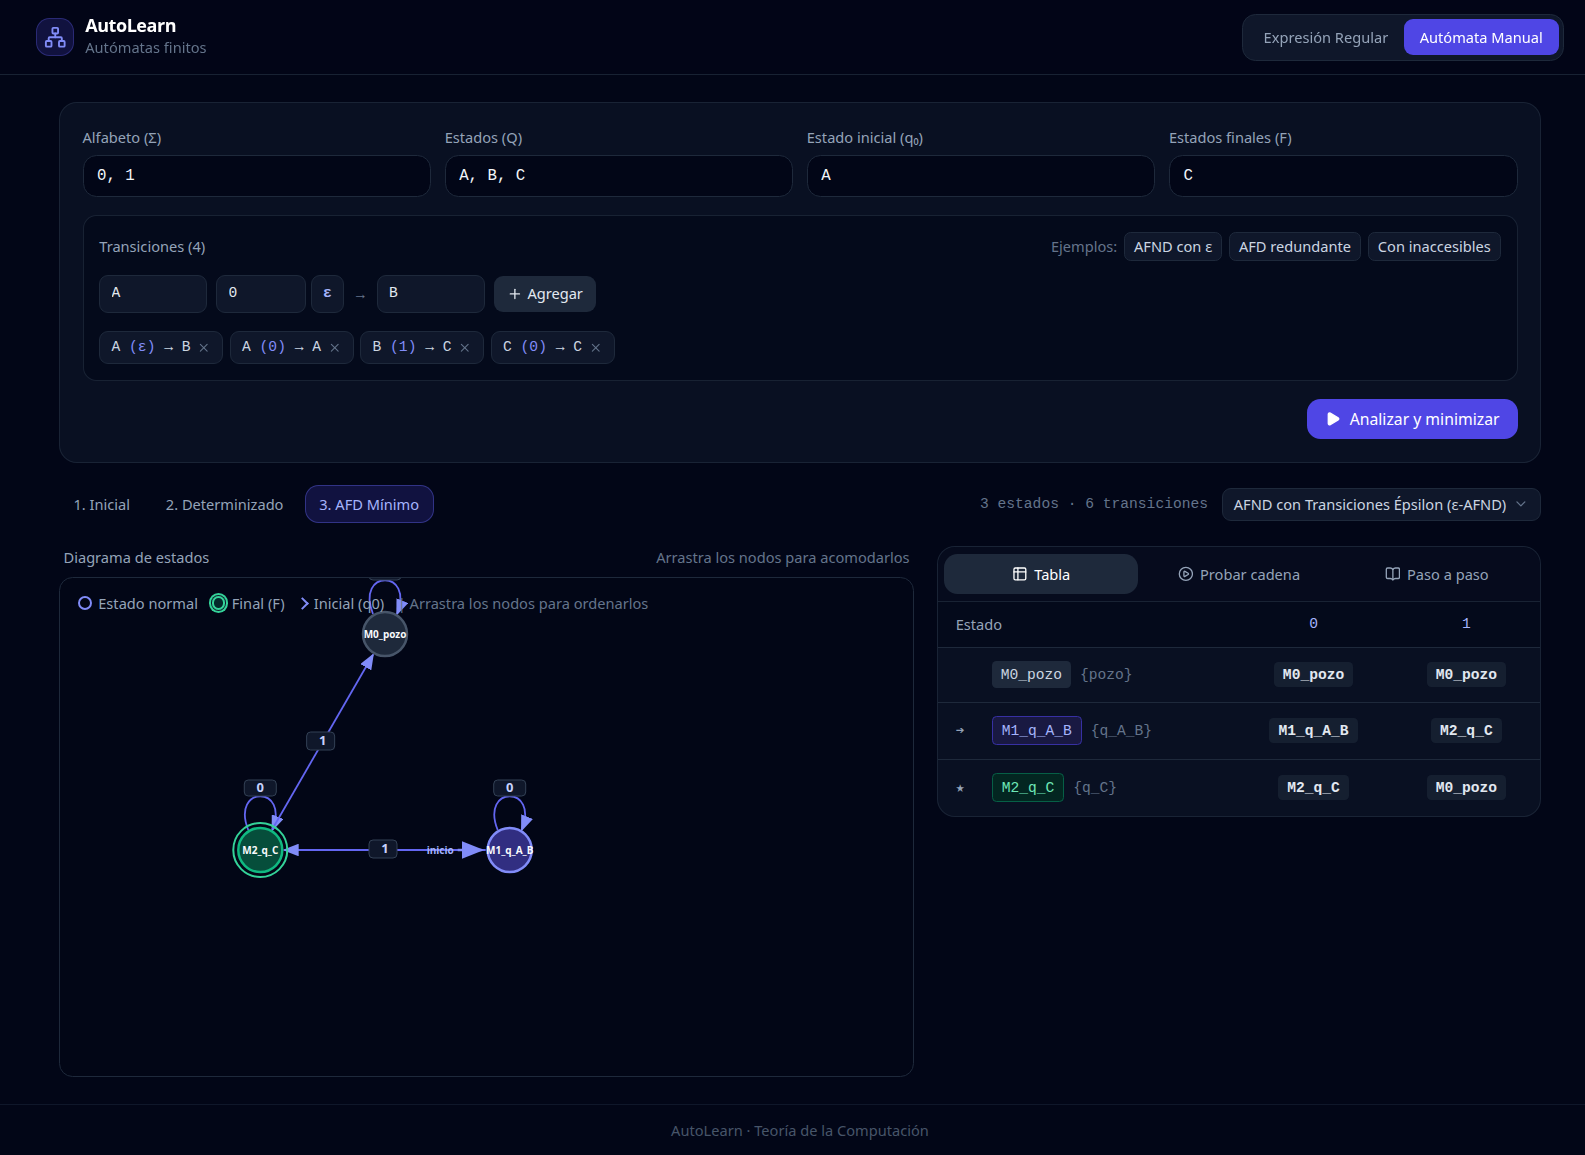 AutoLearn
Autómatas finitos
Expresión Regular
Autómata Manual
Alfabeto (Σ)
Estados (Q)
Estado inicial (q₀)
Estados finales (F)
0, 1
A, B, C
A
C
Transiciones (4)
Ejemplos:
AFND con ε
AFD redundante
Con inaccesibles
A
0
ε
→
B
+ Agregar
A (ε) → B ×
A (0) → A ×
B (1) → C ×
C (0) → C ×
Analizar y minimizar
1. Inicial
2. Determinizado
3. AFD Mínimo
3 estados · 6 transiciones
AFND con Transiciones Épsilon (ε-AFND)
Diagrama de estados
Arrastra los nodos para acomodarlos
Estado normal
Final (F)
Inicial (q0)
Arrastra los nodos para ordenarlos
M0_pozo
1
0
0
M2_q_C
1
inicio
M1_q_A_B
Tabla
Probar cadena
Paso a paso
Estado 0 1
M0_pozo {pozo} M0_pozo M0_pozo
→ M1_q_A_B {q_A_B} M1_q_A_B M2_q_C
★ M2_q_C {q_C} M2_q_C M0_pozo
AutoLearn · Teoría de la Computación